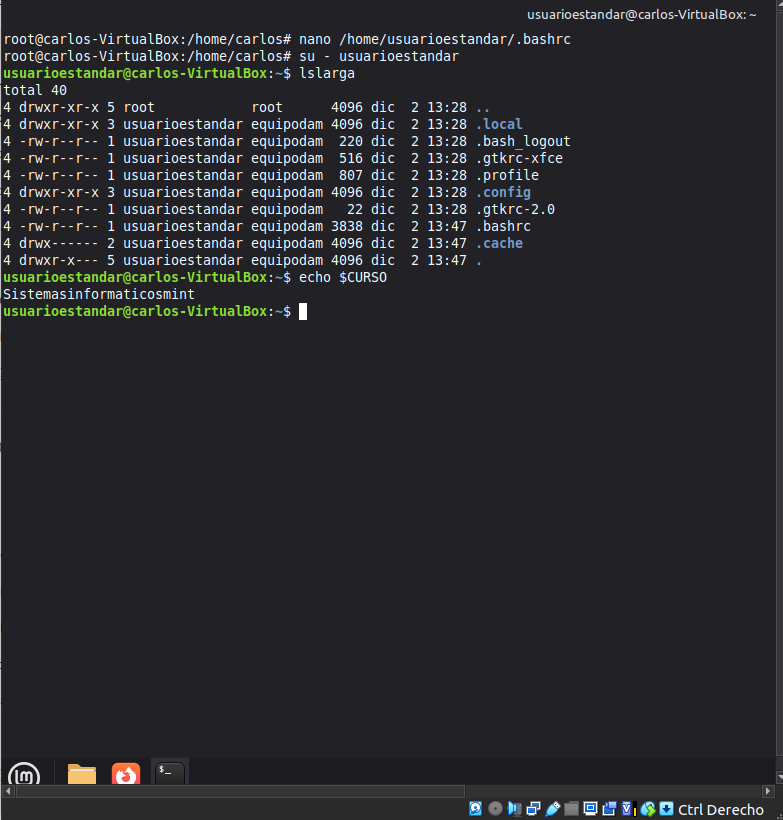 usuarioestandar@carlos-VirtualBox: ~
root@carlos-VirtualBox:/home/carlos# nano /home/usuarioestandar/.bashrc
root@carlos-VirtualBox:/home/carlos# su - usuarioestandar
usuarioestandar@carlos-VirtualBox:~$ lslarga
total 40
4 drwxr-xr-x 5 root            root      4096 dic  2 13:28 ..
4 drwxr-xr-x 3 usuarioestandar equipodam 4096 dic  2 13:28 .local
4 -rw-r--r-- 1 usuarioestandar equipodam  220 dic  2 13:28 .bash_logout
4 -rw-r--r-- 1 usuarioestandar equipodam  516 dic  2 13:28 .gtkrc-xfce
4 -rw-r--r-- 1 usuarioestandar equipodam  807 dic  2 13:28 .profile
4 drwxr-xr-x 3 usuarioestandar equipodam 4096 dic  2 13:28 .config
4 -rw-r--r-- 1 usuarioestandar equipodam   22 dic  2 13:28 .gtkrc-2.0
4 -rw-r--r-- 1 usuarioestandar equipodam 3838 dic  2 13:47 .bashrc
4 drwx------ 2 usuarioestandar equipodam 4096 dic  2 13:47 .cache
4 drwxr-x--- 5 usuarioestandar equipodam 4096 dic  2 13:47 .
usuarioestandar@carlos-VirtualBox:~$ echo $CURSO
Sistemasinformaticosmint
usuarioestandar@carlos-VirtualBox:~$
$_
Ctrl Derecho